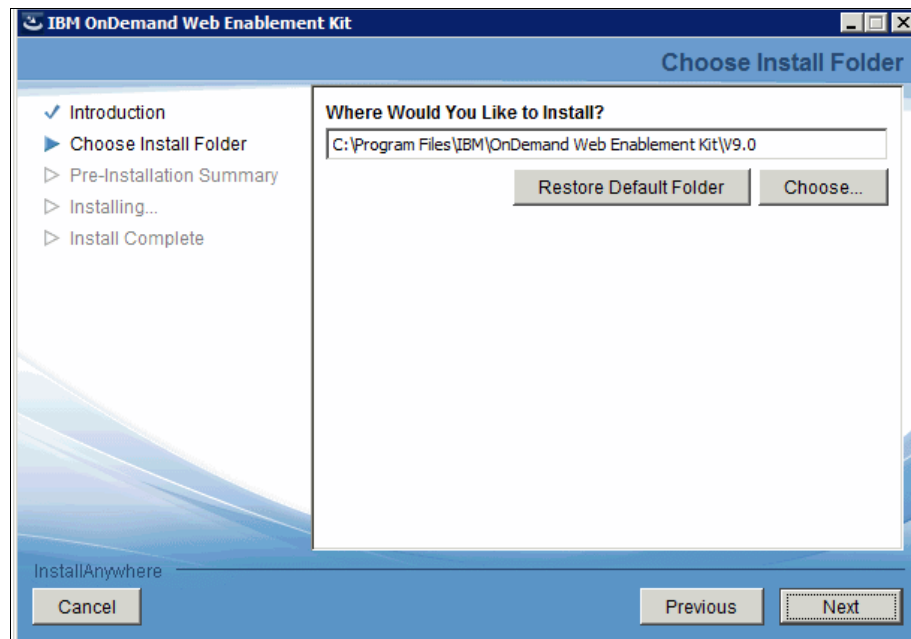 IBM OnDemand Web Enablement Kit
Choose Install Folder
Introduction
Choose Install Folder
Pre-Installation Summary
Installing...
Install Complete
Where Would You Like to Install?
C:\Program Files\IBM\OnDemand Web Enablement Kit\V9.0
Restore Default Folder
Choose...
InstallAnywhere
Cancel
Previous
Next